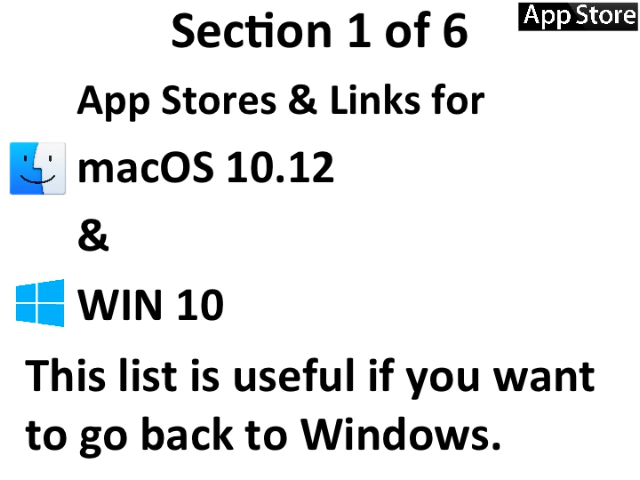 Section 1 of 6
App Store
App Stores & Links for
macOS 10.12
&
WIN 10
This list is useful if you want
to go back to Windows.